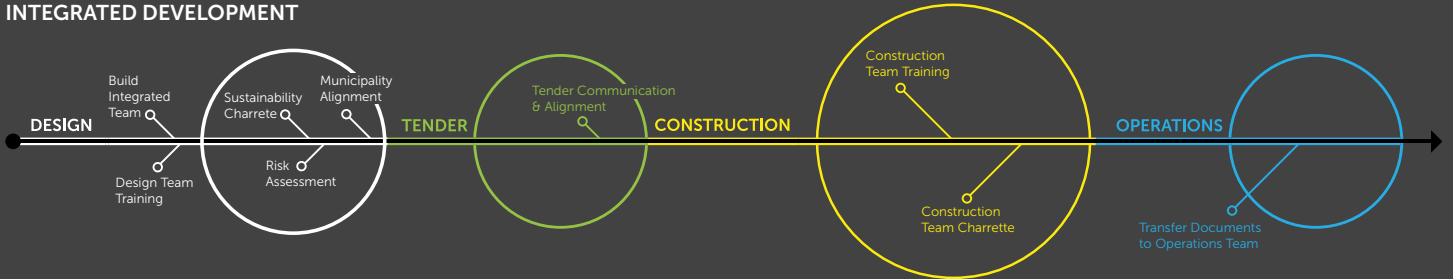 INTEGRATED DEVELOPMENT
DESIGN
Build
Integrated
Team
Design Team
Training
Sustainability
Charrete
Risk
Assessment
Municipality
Alignment
TENDER
Tender Communication
& Alignment
CONSTRUCTION
Construction
Team Training
Construction
Team Charrette
OPERATIONS
Transfer Documents
to Operations Team